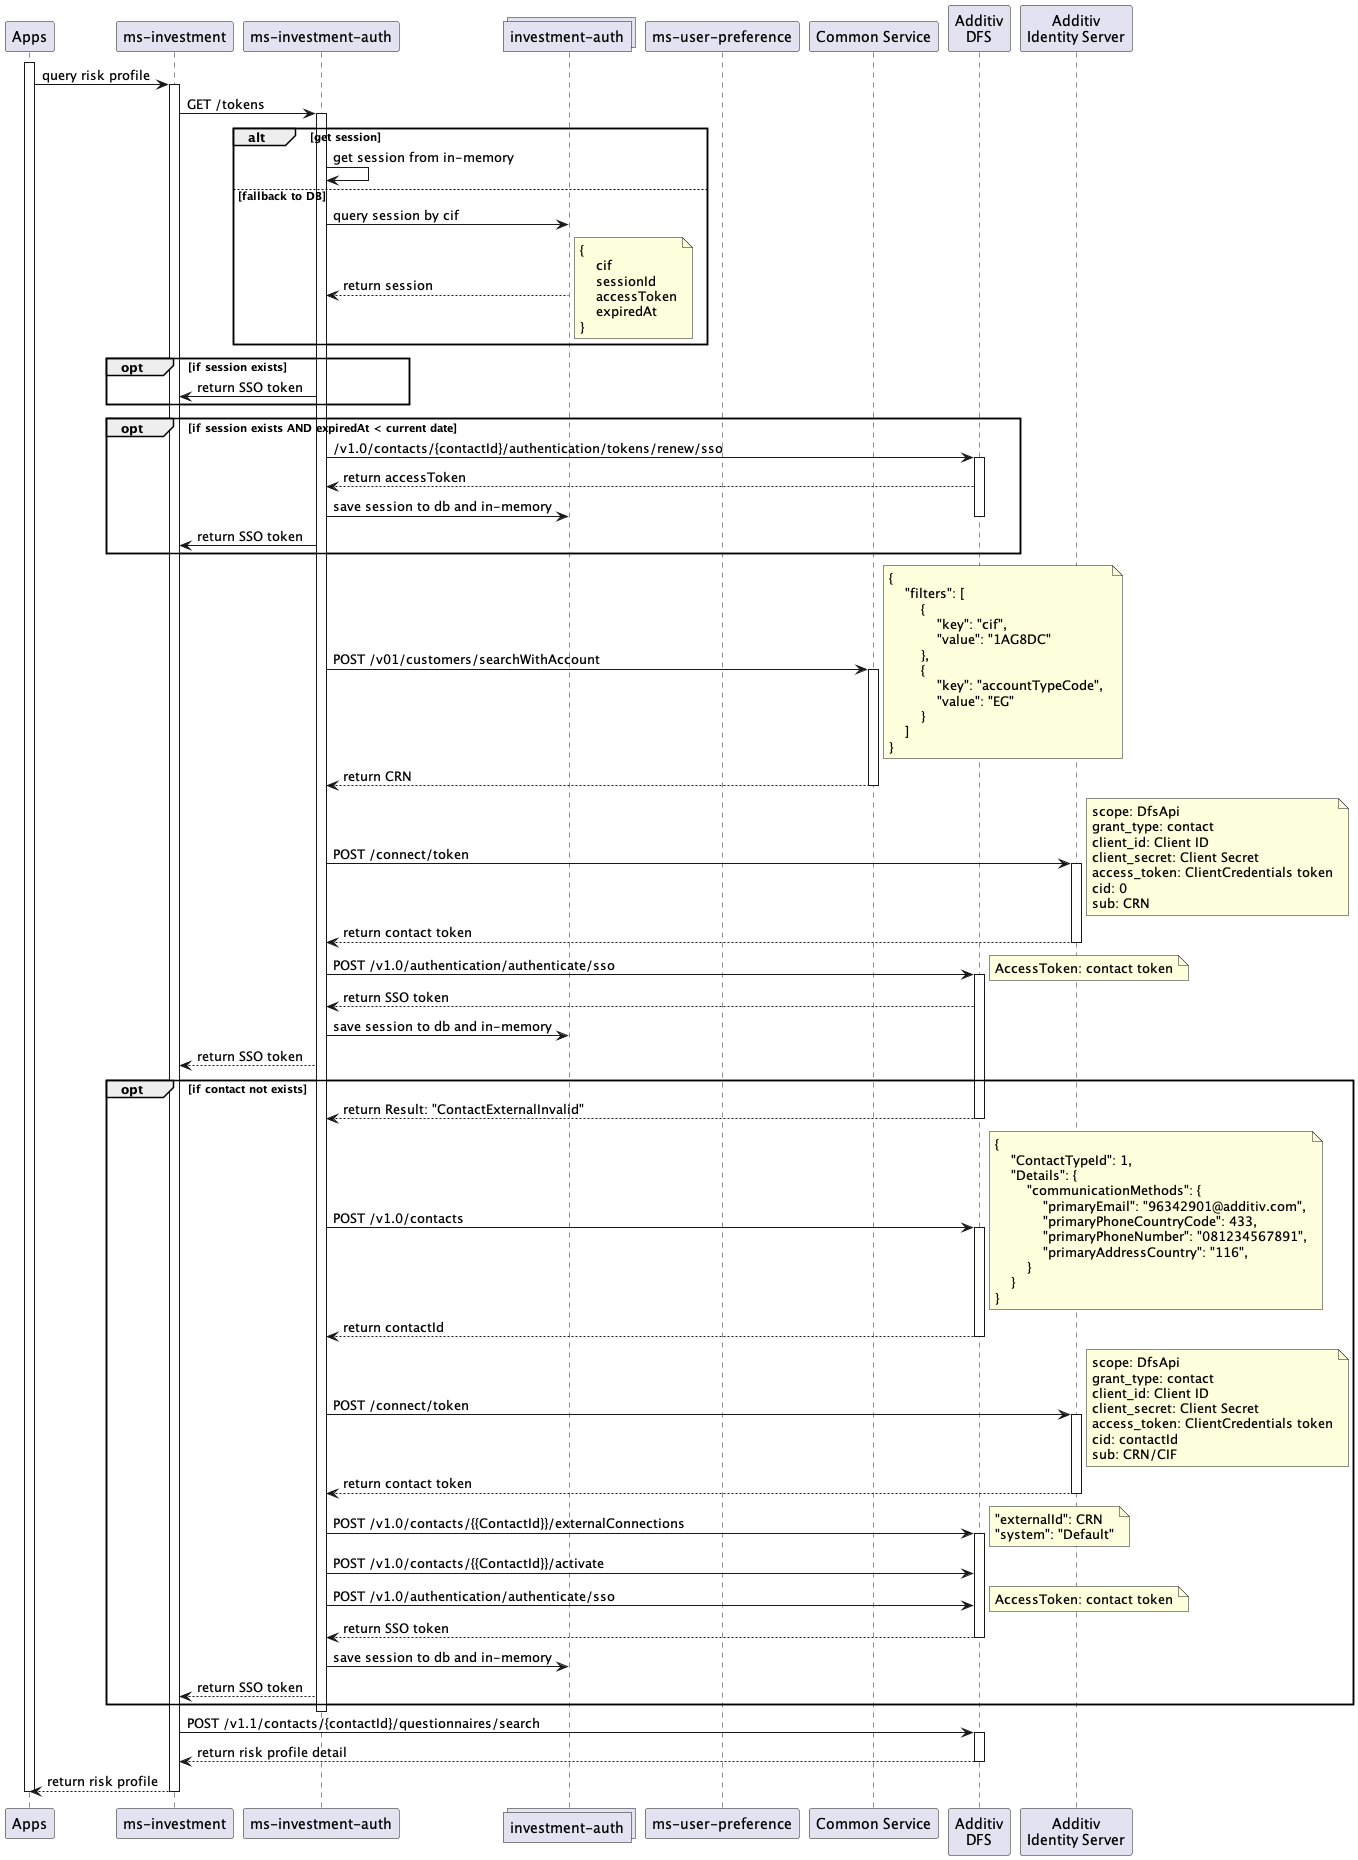 Apps
ms-investment
ms-investment-auth
investment-auth
ms-user-preference
Common Service
Additiv
DFS
Additiv
Identity Server
query risk profile
GET /tokens
alt
[get session]
get session from in-memory
[fallback to DB]
query session by cif
{
cif
sessionId
accessToken
expiredAt
}
return session
opt
[if session exists]
return SSO token
opt
[if session exists AND expiredAt < current date]
/v1.0/contacts/{contactId}/authentication/tokens/renew/sso
return accessToken
save session to db and in-memory
return SSO token
{
"filters": [
{
"key": "cif",
"value": "1AG8DC"
},
{
"key": "accountTypeCode",
"value": "EG"
}
]
}
POST /v01/customers/searchWithAccount
return CRN
scope: DfsApi
grant_type: contact
client_id: Client ID
client_secret: Client Secret
access_token: ClientCredentials token
cid: 0
sub: CRN
POST /connect/token
return contact token
POST /v1.0/authentication/authenticate/sso
AccessToken: contact token
return SSO token
save session to db and in-memory
return SSO token
opt
[if contact not exists]
return Result: "ContactExternalInvalid"
{
"ContactTypeId": 1,
"Details": {
"communicationMethods": {
"primaryEmail": "96342901@additiv.com",
"primaryPhoneCountryCode": 433,
"primaryPhoneNumber": "081234567891",
"primaryAddressCountry": "116",
}
}
}
POST /v1.0/contacts
return contactId
scope: DfsApi
grant_type: contact
client_id: Client ID
client_secret: Client Secret
access_token: ClientCredentials token
cid: contactId
sub: CRN/CIF
POST /connect/token
return contact token
POST /v1.0/contacts/{{ContactId}}/externalConnections
"externalId": CRN
"system": "Default"
POST /v1.0/contacts/{{ContactId}}/activate
POST /v1.0/authentication/authenticate/sso
AccessToken: contact token
return SSO token
save session to db and in-memory
return SSO token
POST /v1.1/contacts/{contactId}/questionnaires/search
return risk profile detail
return risk profile
Apps
ms-investment
ms-investment-auth
investment-auth
ms-user-preference
Common Service
Additiv
DFS
Additiv
Identity Server